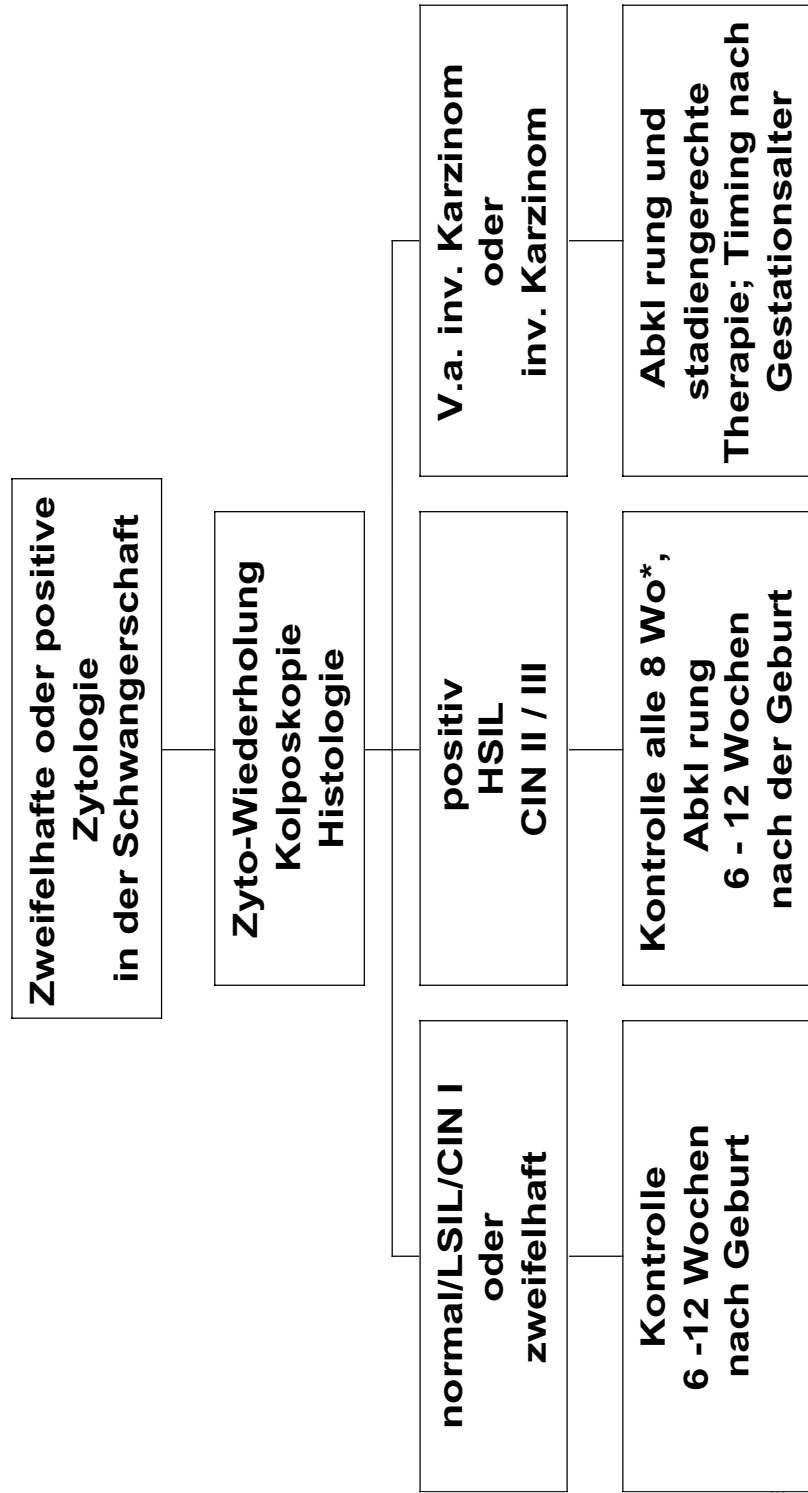 Zweifelhafte oder positive
Zytologie
in der Schwangerschaft
Zyto-Wiederholung
Kolposkopie
Histologie
normal/LSIL/CIN I
oder
zweifelhaft
positiv
HSIL
CIN II / III
V.a. inv. Karzinom
oder
inv. Karzinom
Kontrolle
6 -12 Wochen
nach Geburt
Kontrolle alle 8 Wo*,
Abkl rung
6 - 12 Wochen
nach der Geburt
Abkl rung und
stadiengerechte
Therapie; Timing nach
Gestationsalter